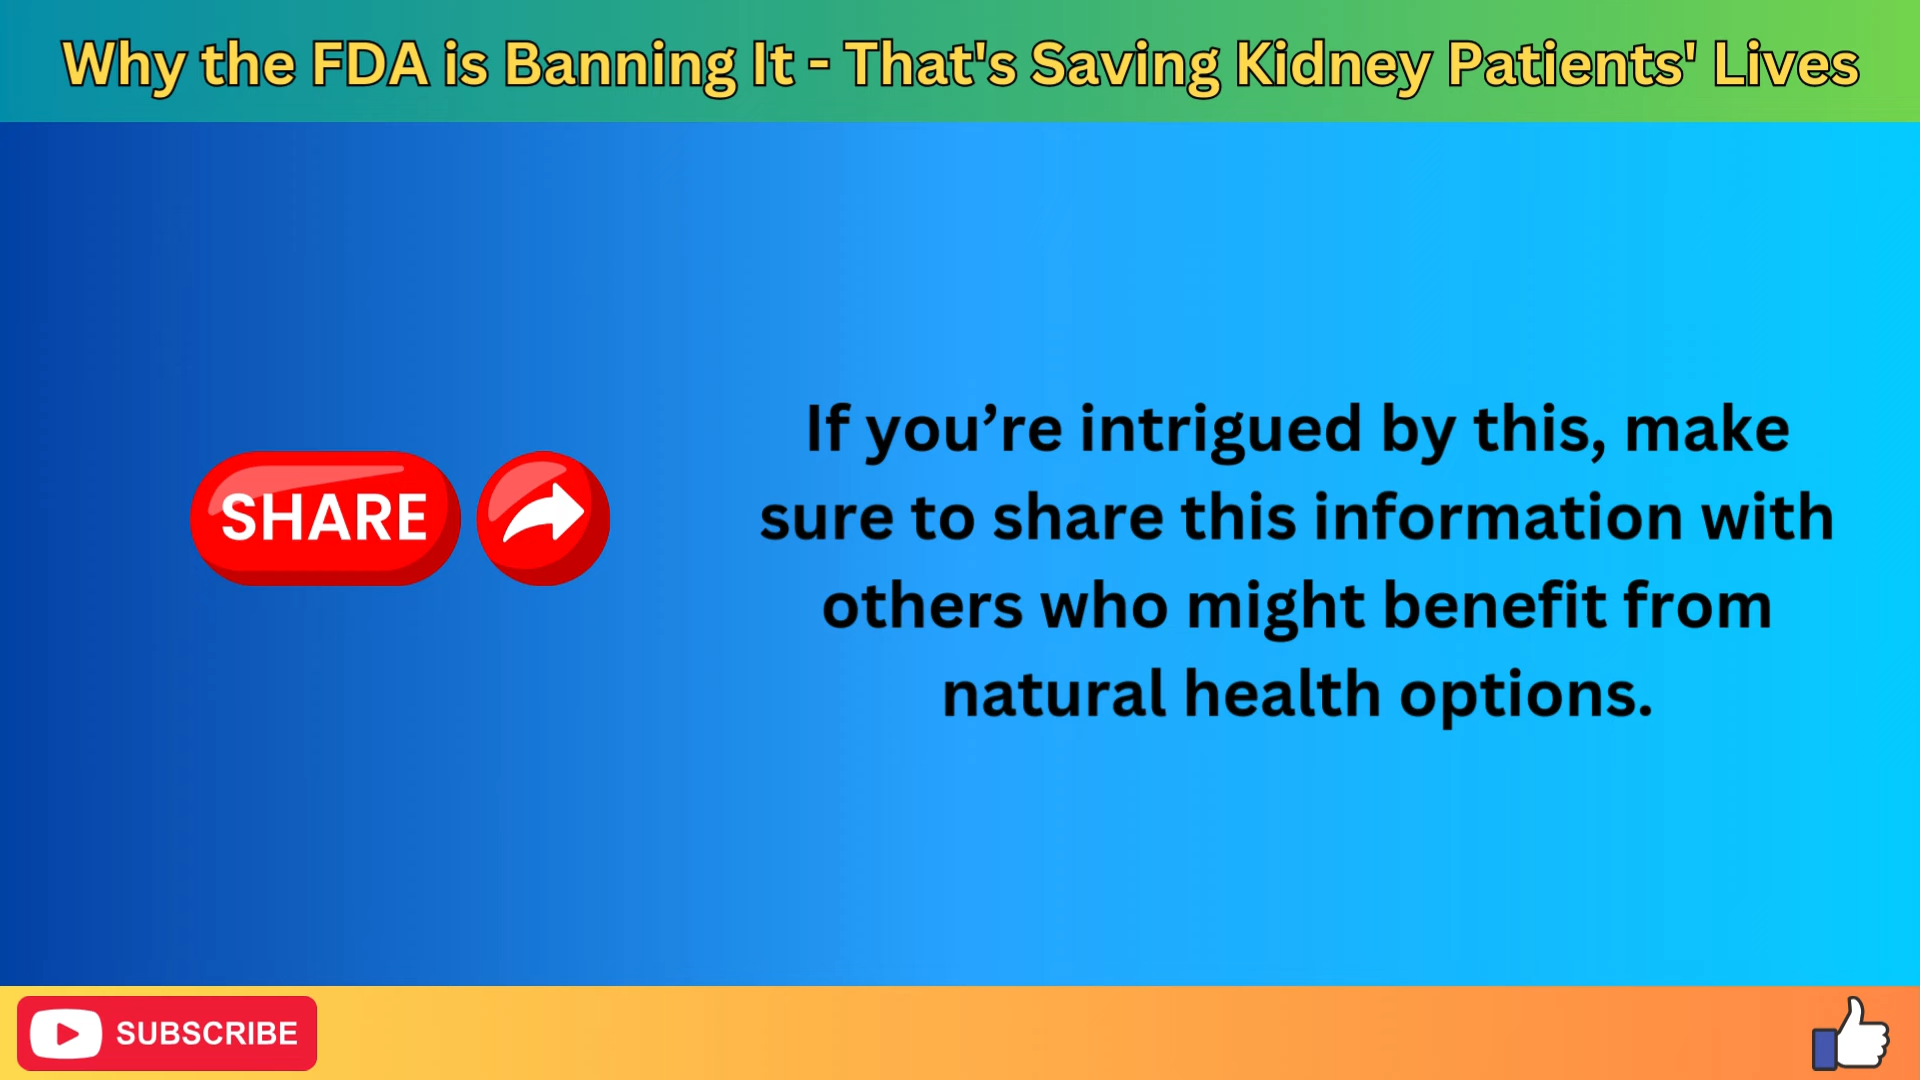 Why the FDA is Banning It - That's Saving Kidney Patients' Lives
SHARE
If you’re intrigued by this, make
sure to share this information with
others who might benefit from
natural health options.
SUBSCRIBE